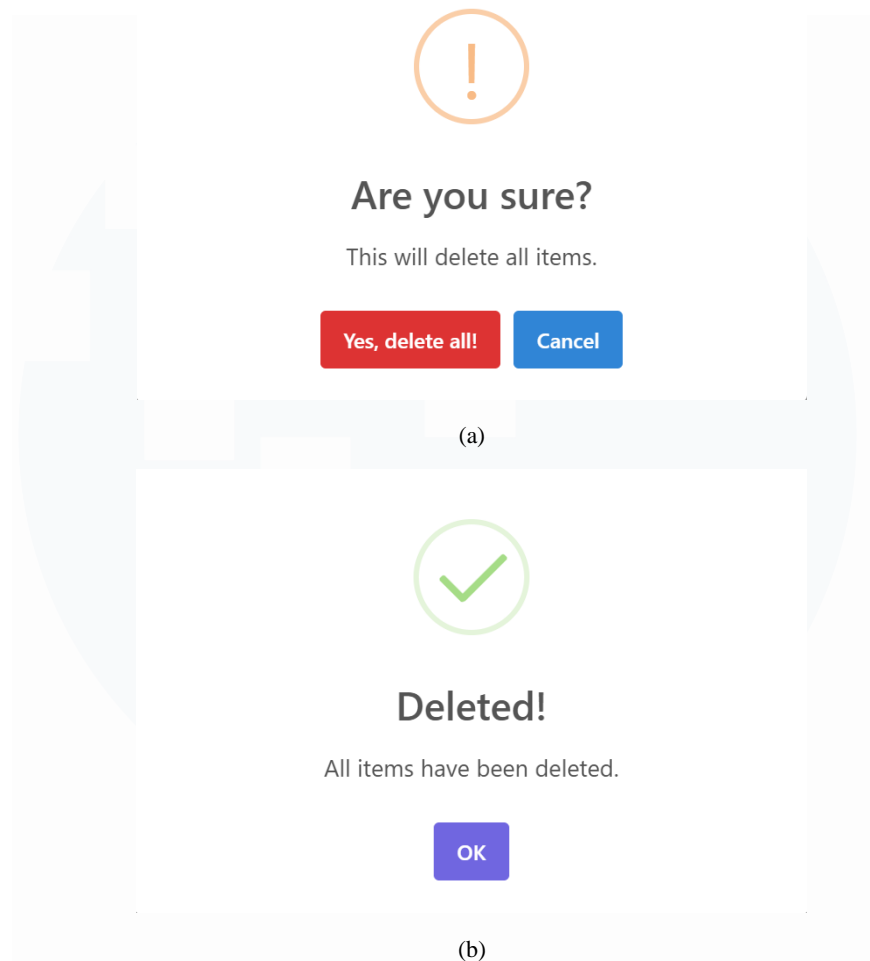 Are you sure?
This will delete all items.
Yes, delete all! Cancel
(a)
Deleted!
All items have been deleted.
OK
(b)